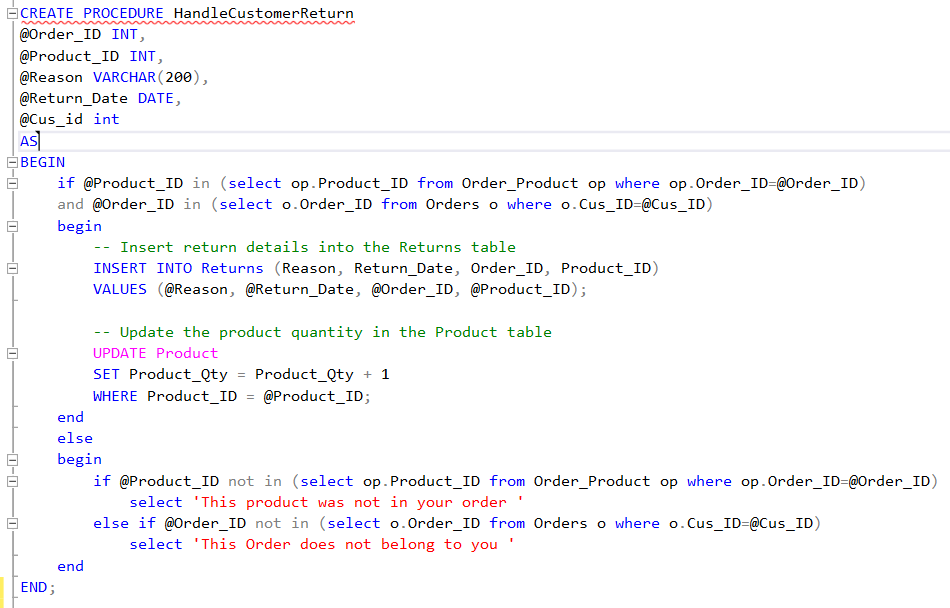 CREATE PROCEDURE HandleCustomerReturn
@Order_ID INT,
@Product_ID INT,
@Reason VARCHAR(200),
@Return_Date DATE,
@Cus_id int
AS
BEGIN
    if @Product_ID in (select op.Product_ID from Order_Product op where op.Order_ID=@Order_ID)
    and @Order_ID in (select o.Order_ID from Orders o where o.Cus_ID=@Cus_ID)
    begin
        -- Insert return details into the Returns table
        INSERT INTO Returns (Reason, Return_Date, Order_ID, Product_ID)
        VALUES (@Reason, @Return_Date, @Order_ID, @Product_ID);

        -- Update the product quantity in the Product table
        UPDATE Product
        SET Product_Qty = Product_Qty + 1
        WHERE Product_ID = @Product_ID;
    end
    else
    begin
        if @Product_ID not in (select op.Product_ID from Order_Product op where op.Order_ID=@Order_ID)
            select 'This product was not in your order '
        else if @Order_ID not in (select o.Order_ID from Orders o where o.Cus_ID=@Cus_ID)
            select 'This Order does not belong to you '
    end
END;